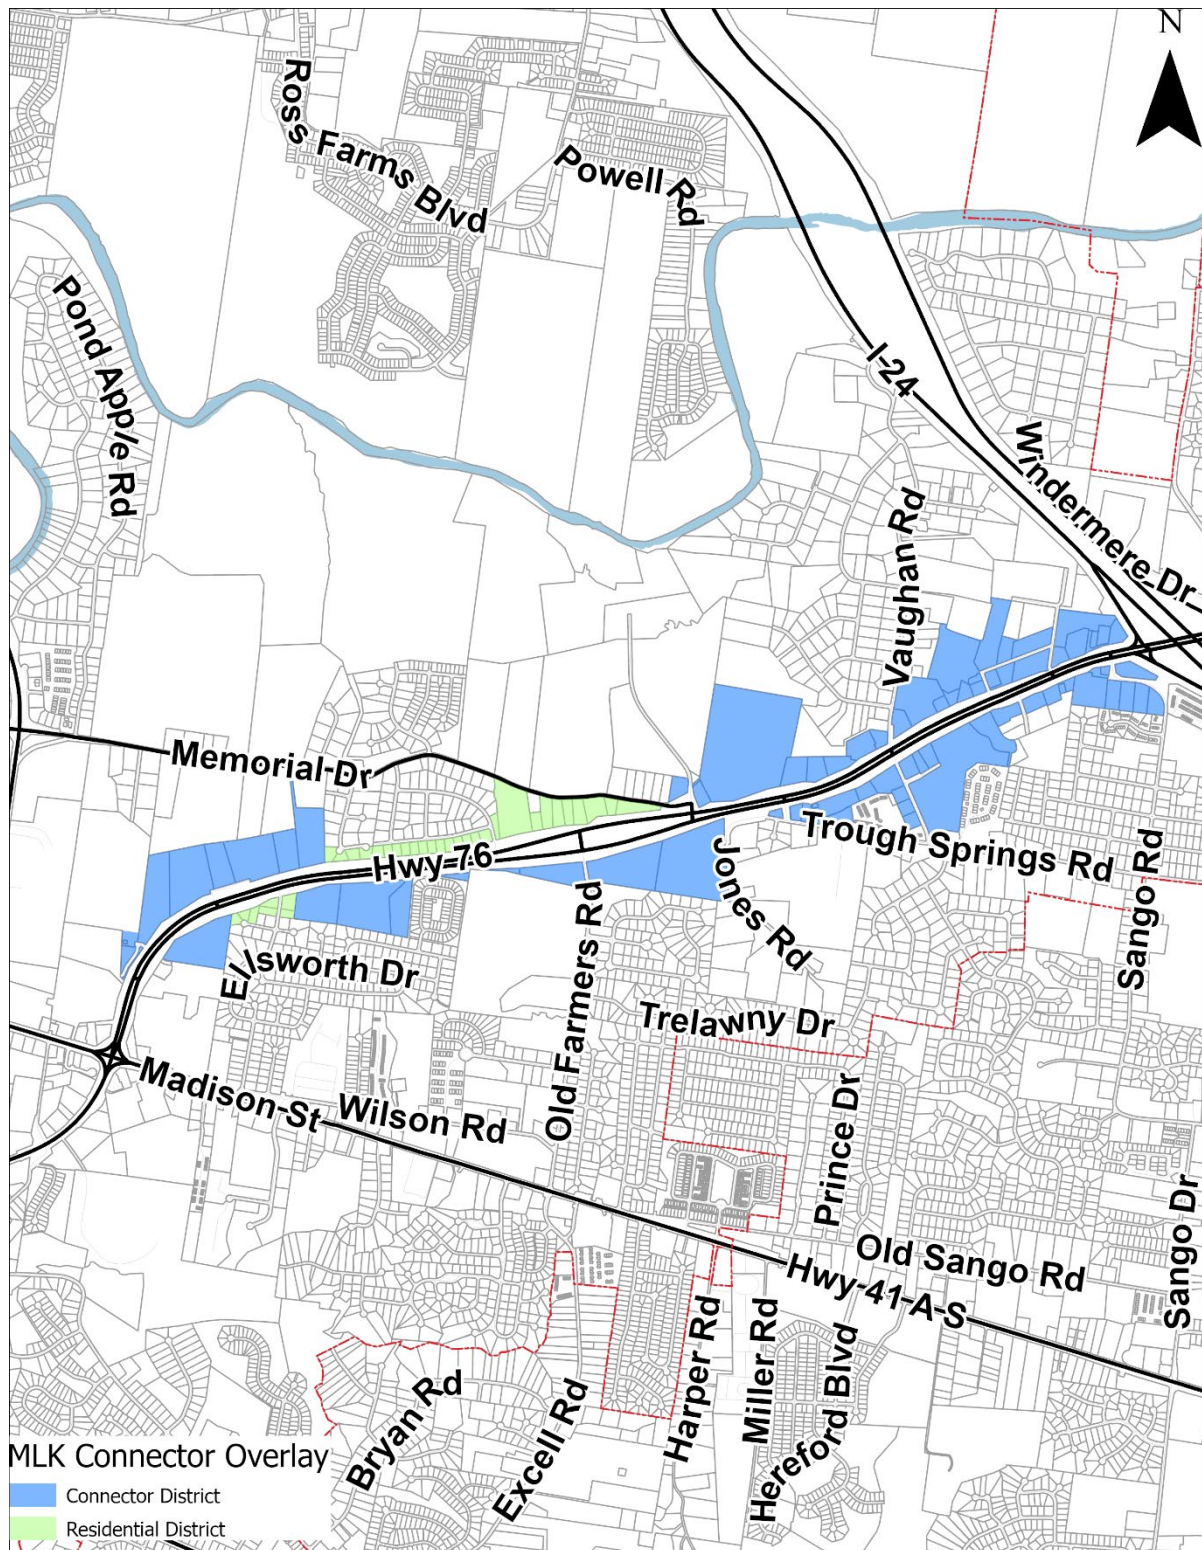 N
Ross Farms Blvd
Powell Rd
Pond Apple Rd
I-24
Windermere Dr
Vaughan Rd
Memorial Dr
Hwy 76
Trough Springs Rd
Jones Rd
Sango Rd
Ellsworth Dr
Old Farmers Rd
Trelawny Dr
Madison St
Wilson Rd
Prince Dr
Old Sango Rd
Sango Dr
Hwy 41 A S
Harper Rd
Miller Rd
Hereford Blvd
Bryan Rd
Excell Rd
MLK Connector Overlay
Connector District
Residential District